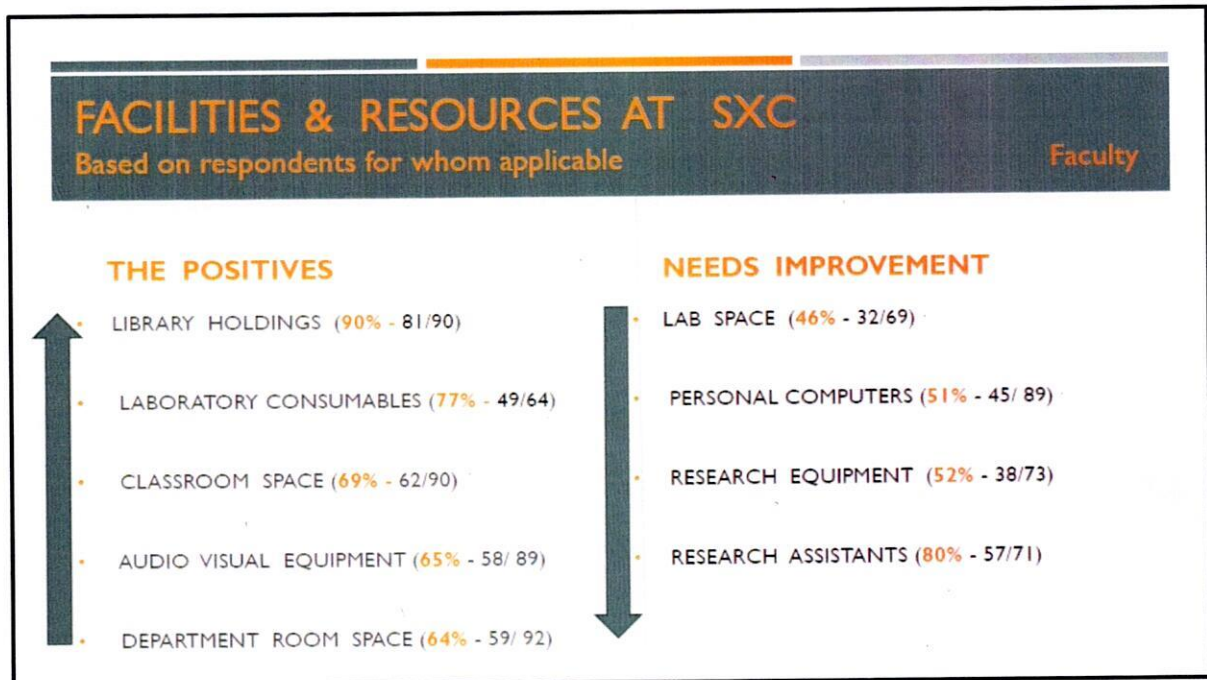 FACILITIES & RESOURCES AT SXC
Based on respondents for whom applicable
Faculty
THE POSITIVES
• LIBRARY HOLDINGS (90% - 81/90)
• LABORATORY CONSUMABLES (77% - 49/64)
• CLASSROOM SPACE (69% - 62/90)
• AUDIO VISUAL EQUIPMENT (65% - 58/ 89)
• DEPARTMENT ROOM SPACE (64% - 59/ 92)
NEEDS IMPROVEMENT
• LAB SPACE (46% - 32/69)
• PERSONAL COMPUTERS (51% - 45/ 89)
• RESEARCH EQUIPMENT (52% - 38/73)
• RESEARCH ASSISTANTS (80% - 57/71)